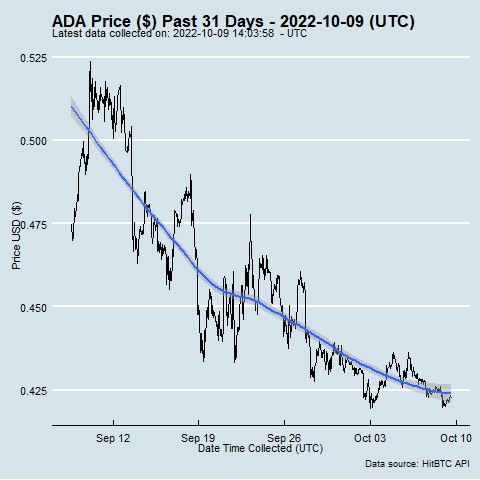 ADA Price ($) Past 31 Days - 2022-10-09 (UTC)
Latest data collected on: 2022-10-09 14:03:58  - UTC
0.525
0.500
0.475
0.450
0.425
Price USD ($)
Sep 12
Sep 19
Sep 26
Oct 03
Oct 10
Date Time Collected (UTC)
Data source: HitBTC API